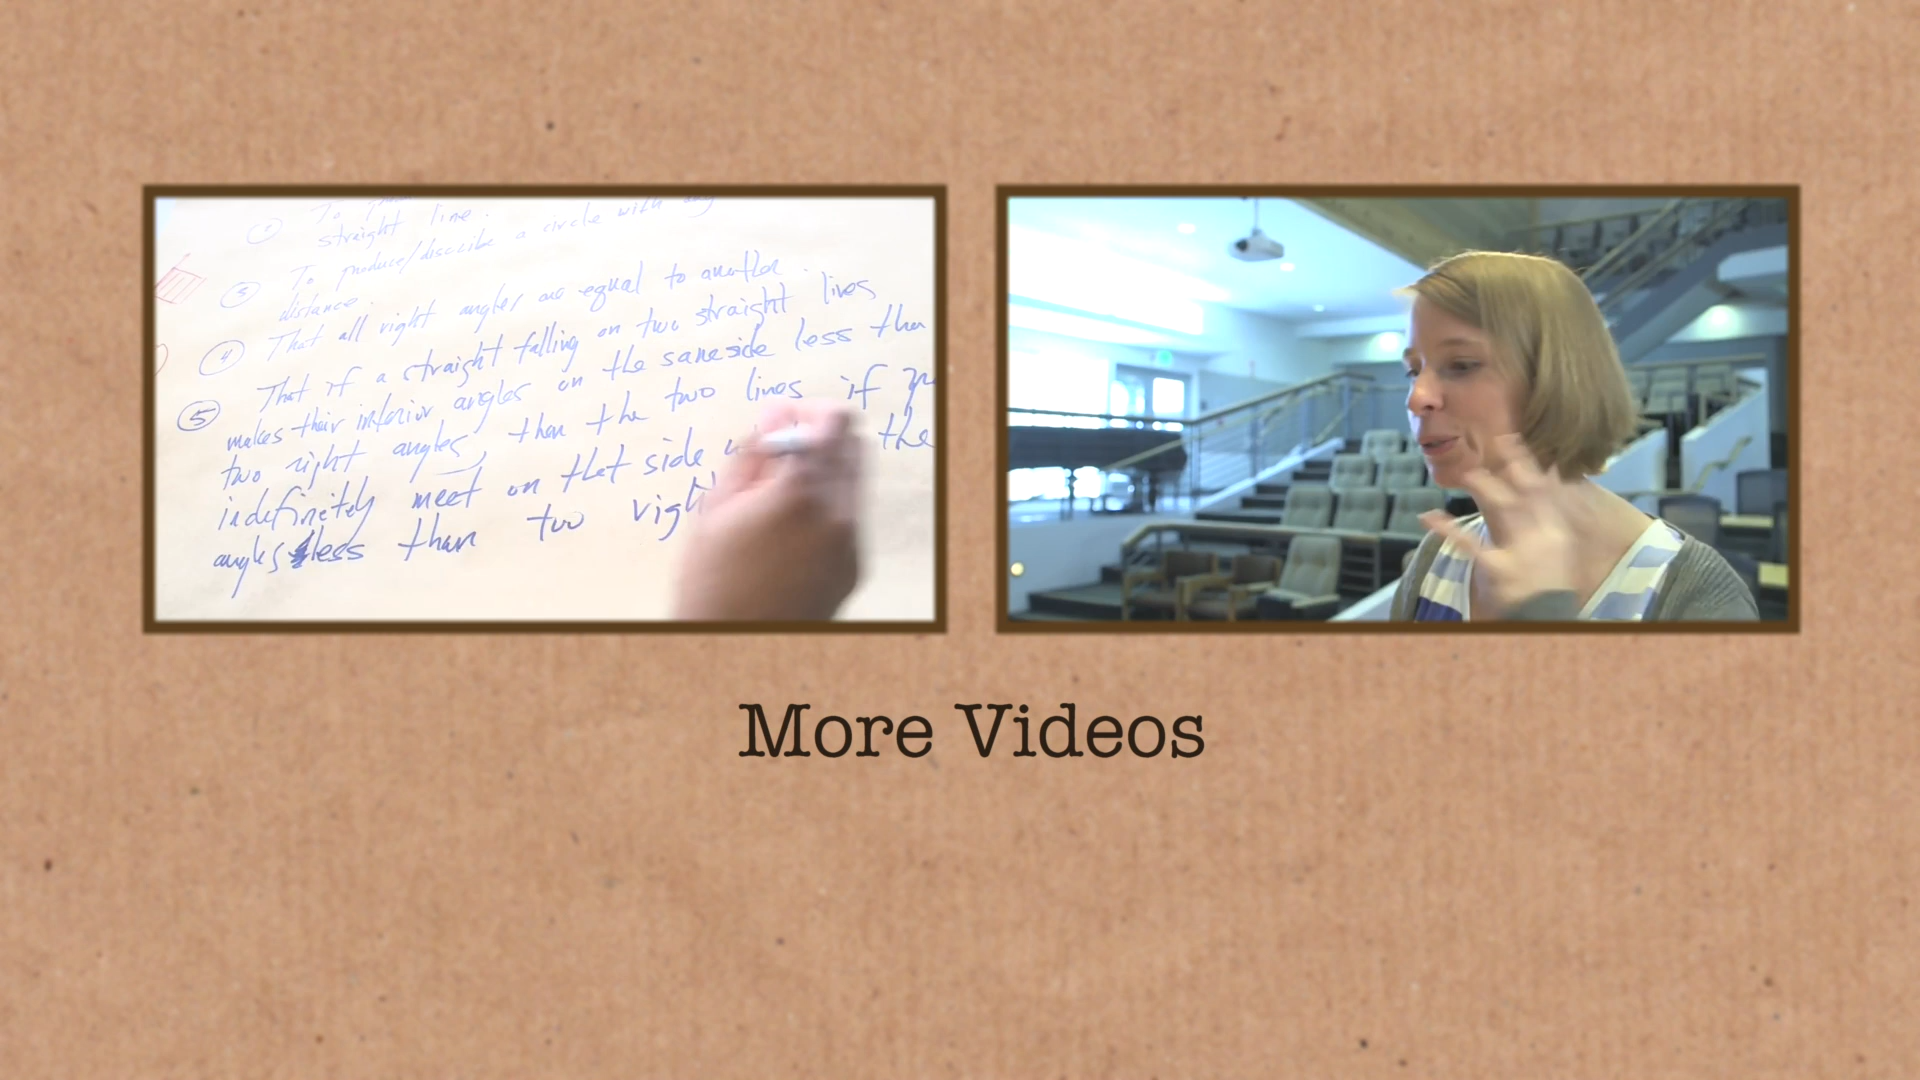 ② To
straight line.
③ To produce/describe a circle with any
distance.
④ That all right angles are equal to another.
⑤ That if a straight falling on two straight lines
makes their interior angles on the same side less than
two right angles, then the two lines if
indefinitely meet on that side the
angles less than two right
More Videos